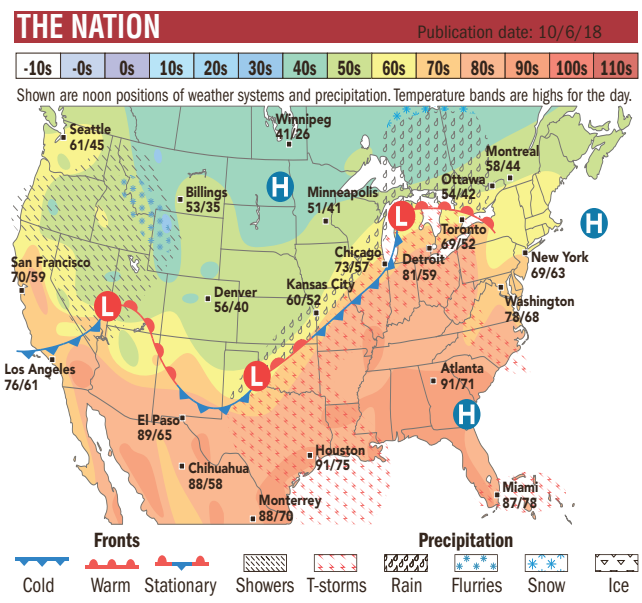 THE NATION
Publication date: 10/6/18
-10s -0s 0s 10s 20s 30s 40s 50s 60s 70s 80s 90s 100s 110s
Shown are noon positions of weather systems and precipitation. Temperature bands are highs for the day.
Winnipeg
41/26
Seattle
61/45
Montreal
58/44
Ottawa
54/42
Billings
53/35
H
Minneapolis
51/41
L
H
Toronto
69/52
Chicago
73/57
Detroit
81/59
New York
69/63
San Francisco
70/59
Kansas City
60/52
Denver
56/40
L
Washington
78/68
Los Angeles
76/61
L
Atlanta
91/71
H
El Paso
89/65
Houston
91/75
Chihuahua
88/58
Miami
87/78
Monterrey
88/70
Fronts
Precipitation
Cold Warm Stationary Showers T-storms Rain Flurries Snow Ice